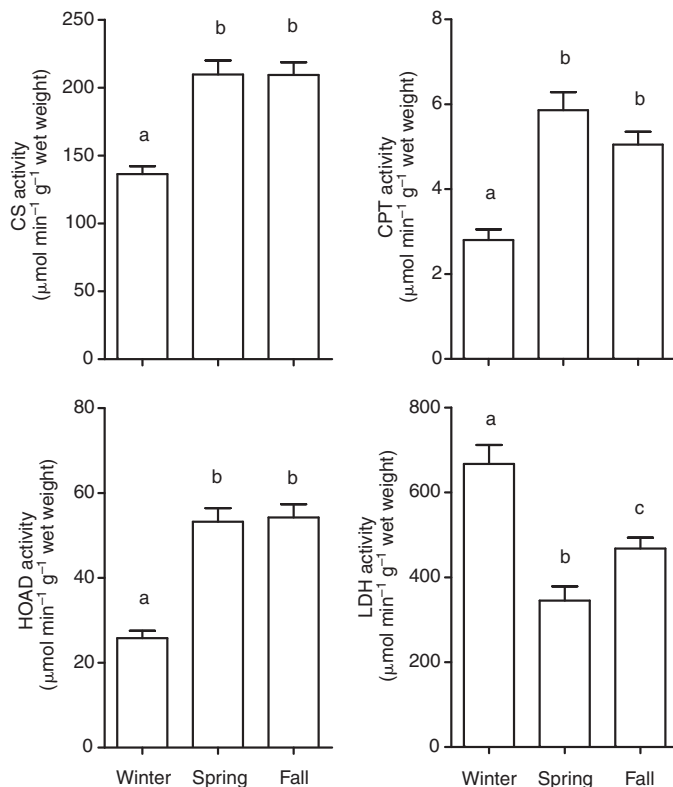 CS activity
(μmol min⁻¹ g⁻¹ wet weight)
250
200
150
100
50
0
a
b
b
CPT activity
(μmol min⁻¹ g⁻¹ wet weight)
8
6
4
2
0
a
b
b
HOAD activity
(μmol min⁻¹ g⁻¹ wet weight)
80
60
40
20
0
a
b
b
Winter Spring Fall
LDH activity
(μmol min⁻¹ g⁻¹ wet weight)
800
600
400
200
0
a
b
c
Winter Spring Fall